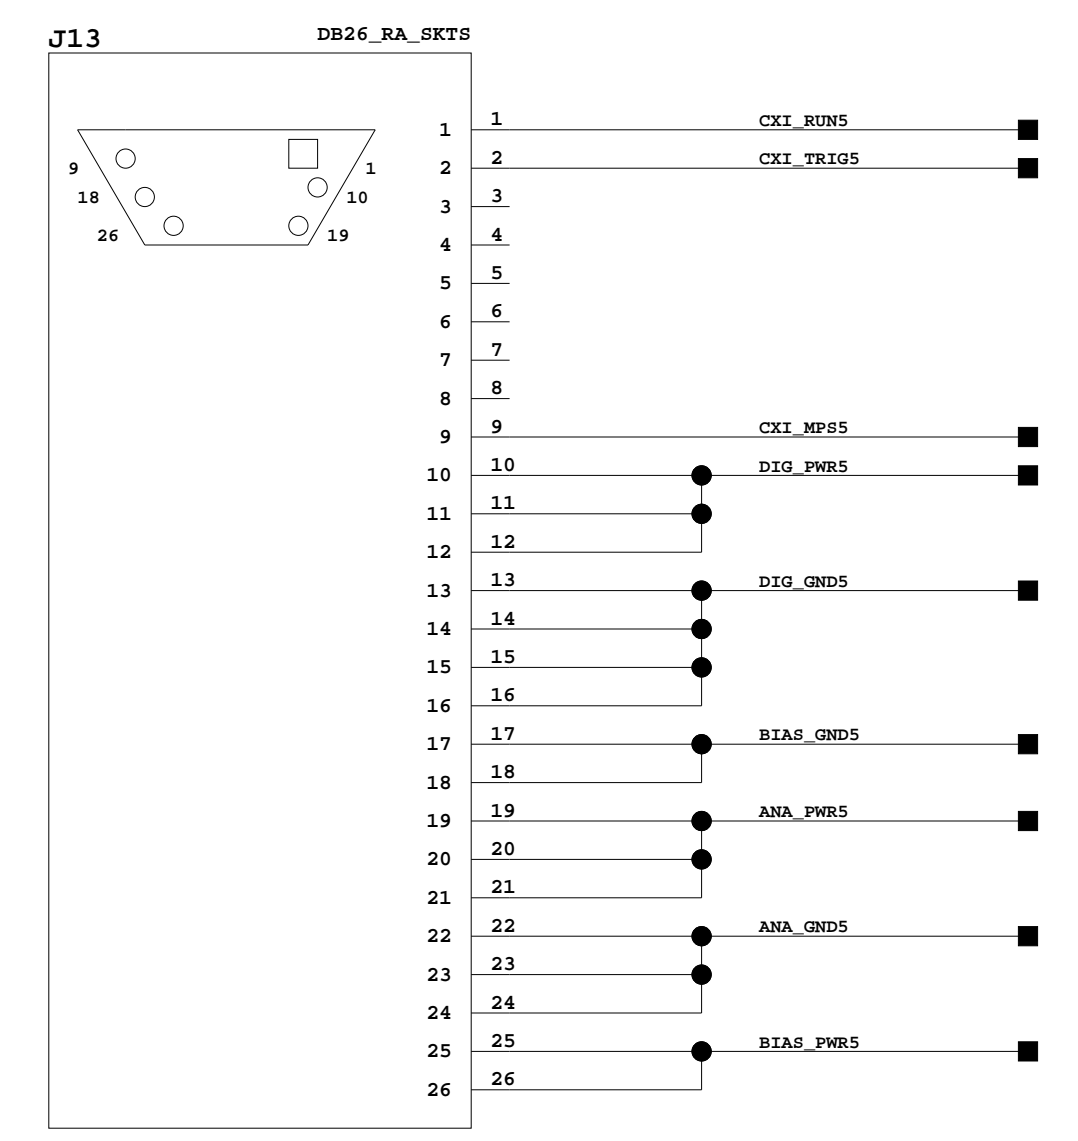 J13 DB26_RA_SKTS
1 1 CXI_RUN5
9 1
2 2 CXI_TRIG5
18 10
3 3
26 19
4 4
5 5
6 6
7 7
8 8
9 9 CXI_MPS5
10 10 DIG_PWR5
11 11
12 12
13 13 DIG_GND5
14 14
15 15
16 16
17 17 BIAS_GND5
18 18
19 19 ANA_PWR5
20 20
21 21
22 22 ANA_GND5
23 23
24 24
25 25 BIAS_PWR5
26 26